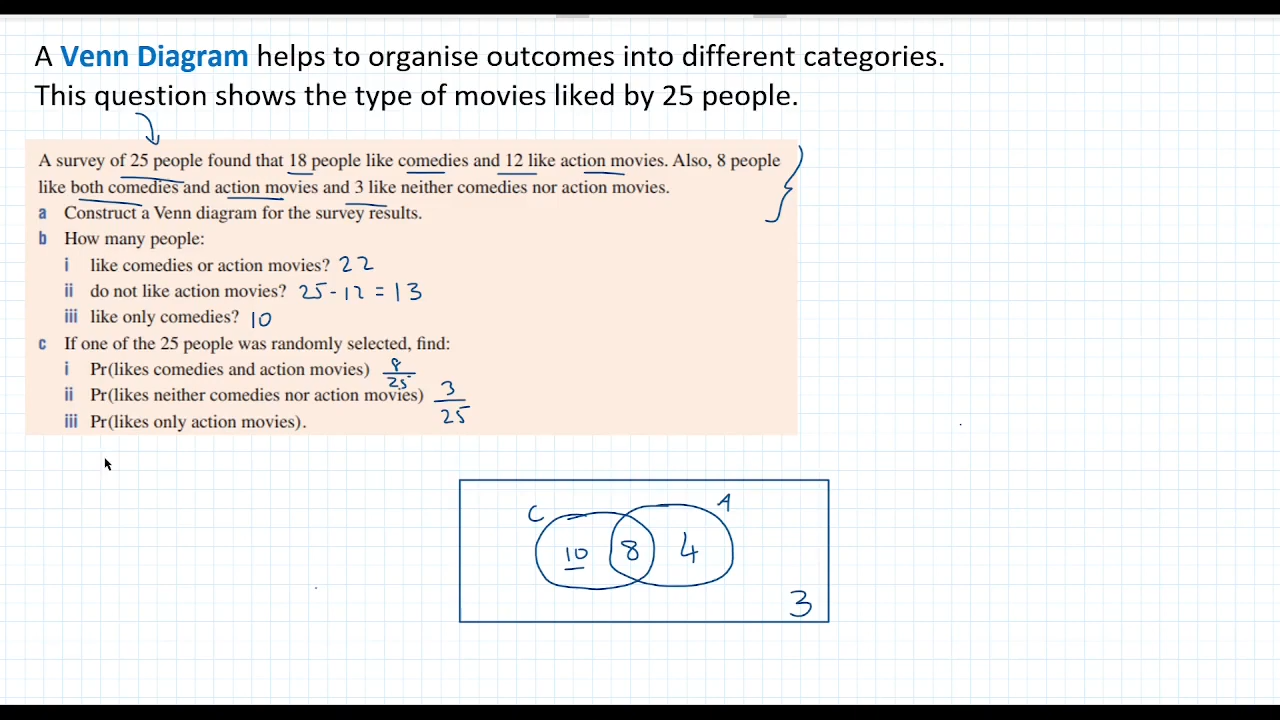 A Venn Diagram helps to organise outcomes into different categories.
This question shows the type of movies liked by 25 people.
A survey of 25 people found that 18 people like comedies and 12 like action movies. Also, 8 people
like both comedies and action movies and 3 like neither comedies nor action movies.
a Construct a Venn diagram for the survey results.
b How many people:
i like comedies or action movies? 22
ii do not like action movies? 25-12 = 13
iii like only comedies? 10
c If one of the 25 people was randomly selected, find:
i Pr(likes comedies and action movies) 8/25
ii Pr(likes neither comedies nor action movies) 3/25
iii Pr(likes only action movies).
C A
10 8 4
3